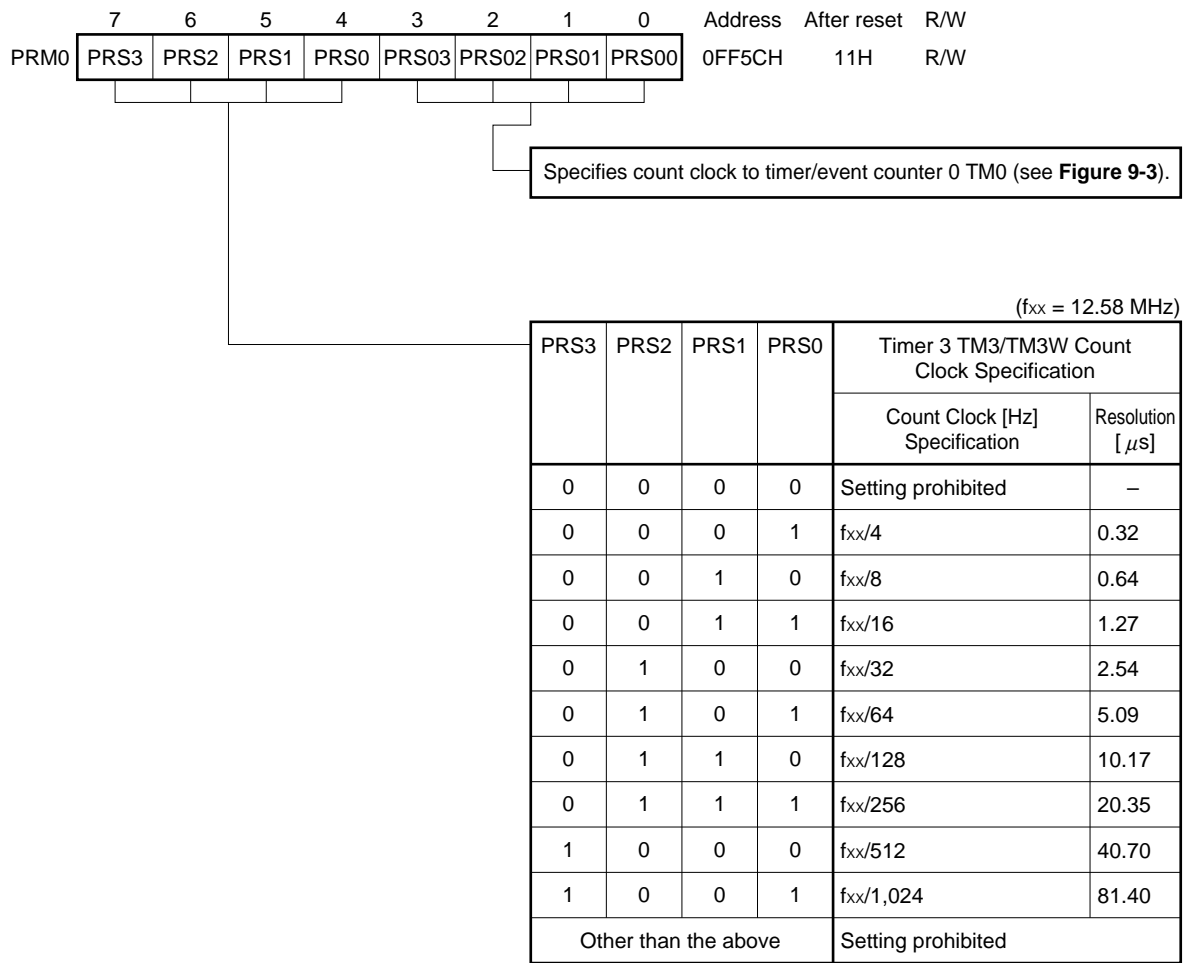 7 6 5 4 3 2 1 0 Address After reset R/W
PRM0 PRS3 PRS2 PRS1 PRS0 PRS03 PRS02 PRS01 PRS00 0FF5CH 11H R/W
Specifies count clock to timer/event counter 0 TM0 (see Figure 9-3).
(fxx = 12.58 MHz)
PRS3 PRS2 PRS1 PRS0 Timer 3 TM3/TM3W Count
Clock Specification
Count Clock [Hz] Resolution
Specification [μs]
0 0 0 0 Setting prohibited –
0 0 0 1 fxx/4 0.32
0 0 1 0 fxx/8 0.64
0 0 1 1 fxx/16 1.27
0 1 0 0 fxx/32 2.54
0 1 0 1 fxx/64 5.09
0 1 1 0 fxx/128 10.17
0 1 1 1 fxx/256 20.35
1 0 0 0 fxx/512 40.70
1 0 0 1 fxx/1,024 81.40
Other than the above Setting prohibited